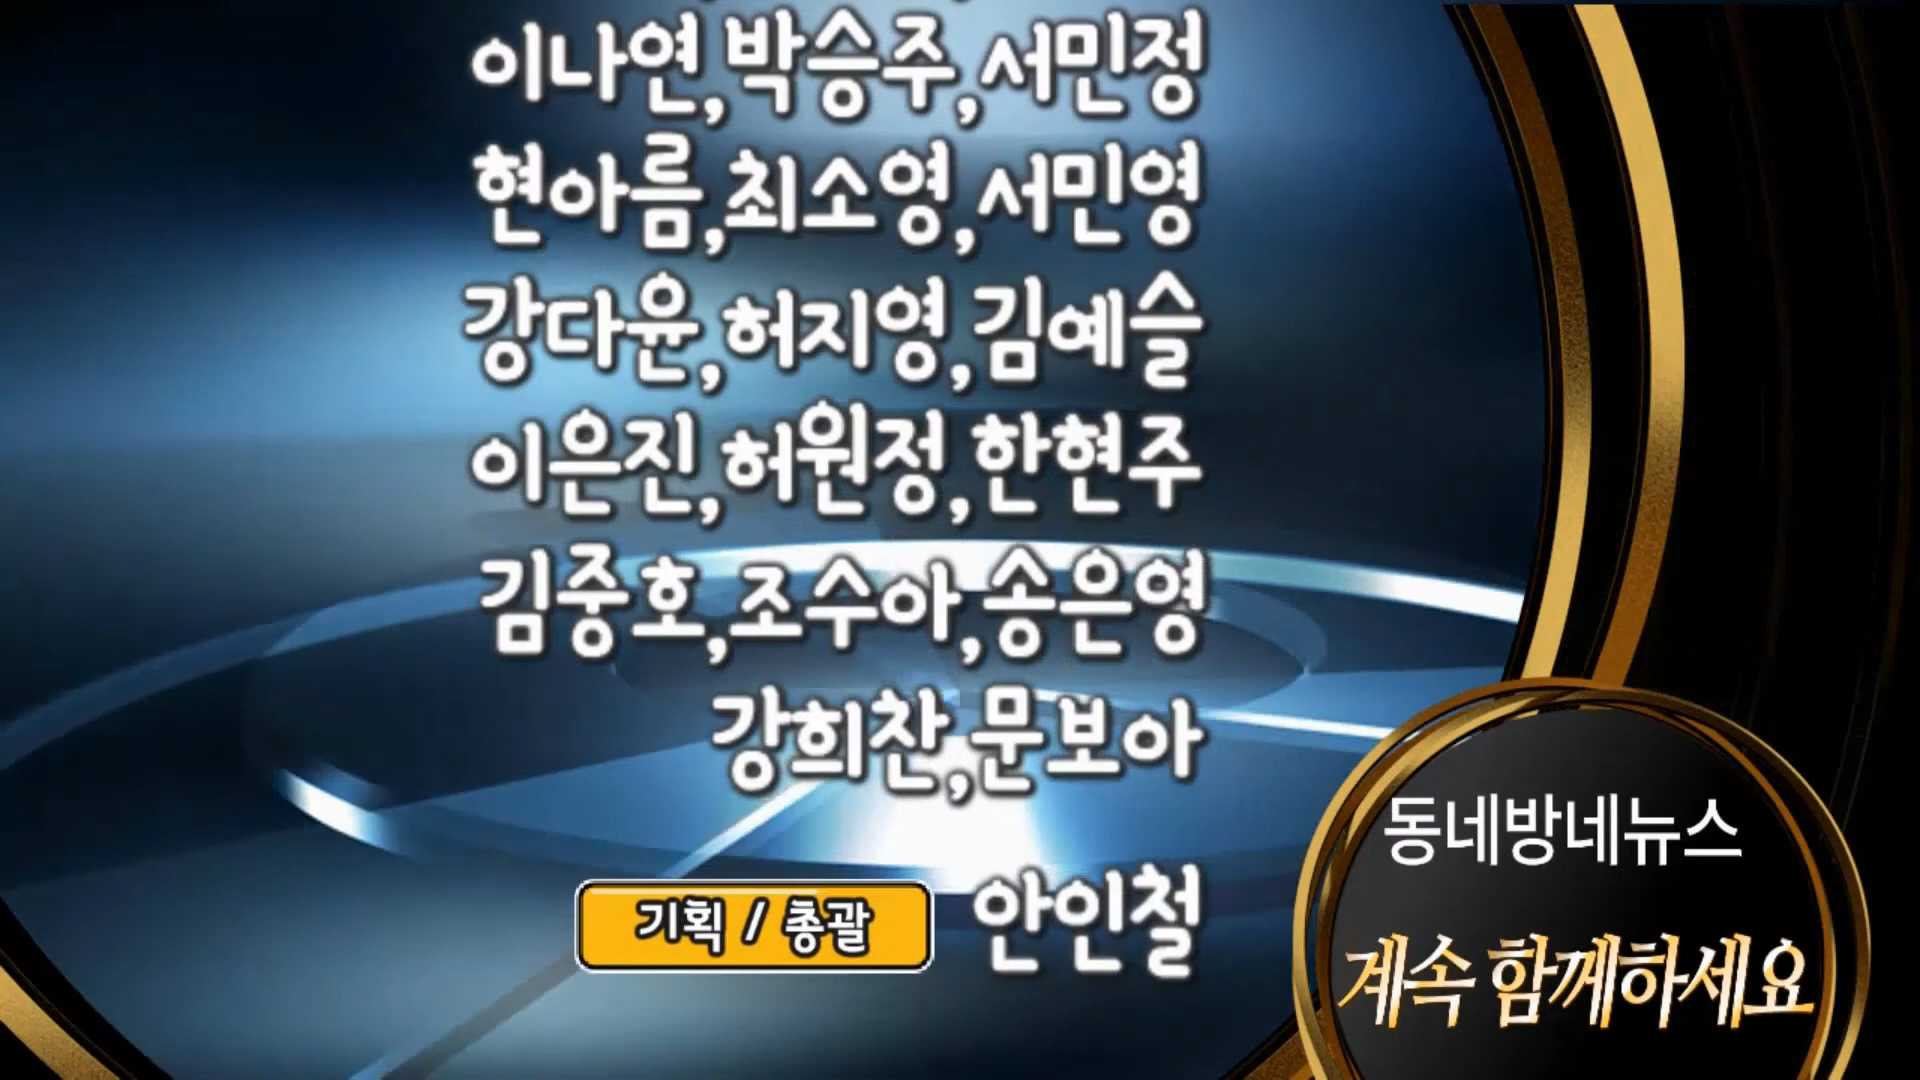 이나연,박승주,서민정
현아름,최소영,서민영
강다윤,허지영,김예슬
이은진,허원정,한현주
김중호,조수아,송은영
강희찬,문보아
기획 / 총괄 안인철
동네방네뉴스
계속 함께하세요